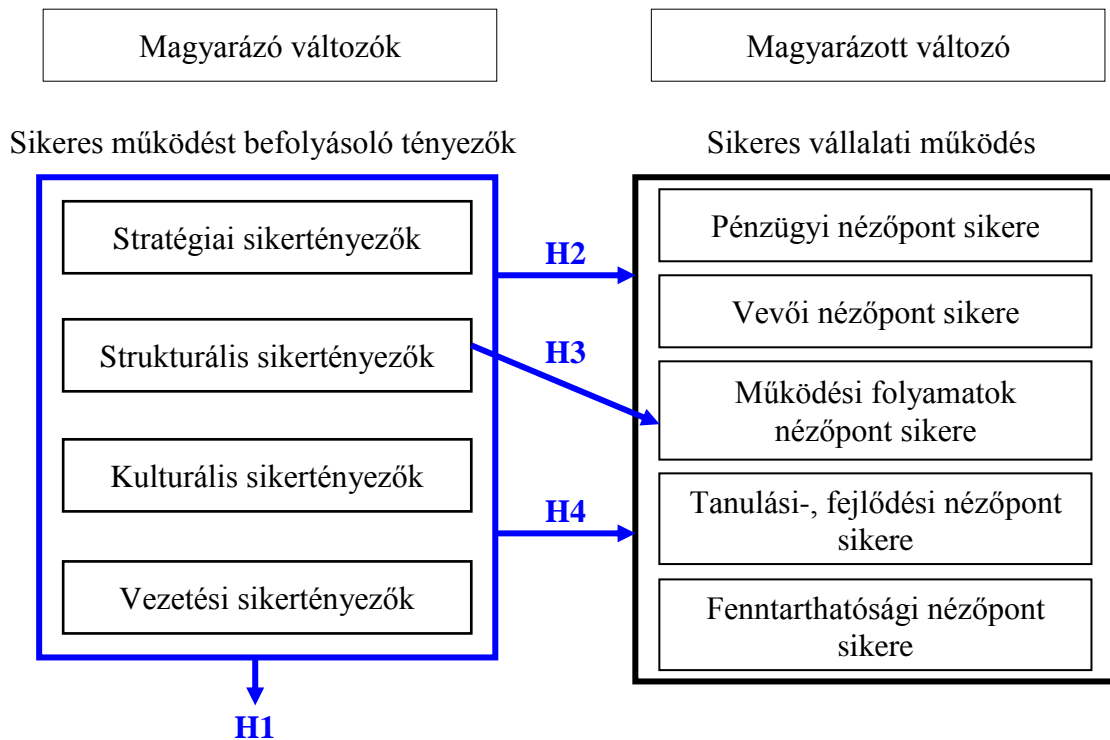 Magyarázó változók
Magyarázott változó
Sikeres működést befolyásoló tényezők
Sikeres vállalati működés
Stratégiai sikertényezők
Strukturális sikertényezők
Kulturális sikertényezők
Vezetési sikertényezők
H1
H2
H3
H4
Pénzügyi nézőpont sikere
Vevői nézőpont sikere
Működési folyamatok
nézőpont sikere
Tanulási-, fejlődési nézőpont
sikere
Fenntarthatósági nézőpont
sikere